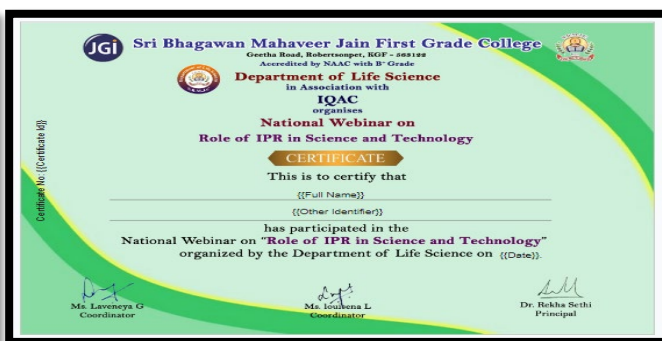 JGI
Sri Bhagawan Mahaveer Jain First Grade College
Geetha Road, Robertsonpet, KGF - 563122
Accredited by NAAC with B+ Grade
Department of Life Science
in Association with
IQAC
organises
National Webinar on
Role of IPR in Science and Technology
CERTIFICATE
This is to certify that
{{Full Name}}
{{Other Identifier}}
has participated in the
National Webinar on "Role of IPR in Science and Technology"
organized by the Department of Life Science on {{Date}}.
Certificate No: {{Certificate Id}}
Ms. Laveneya G
Coordinator
Ms. louisena L
Coordinator
Dr. Rekha Sethi
Principal